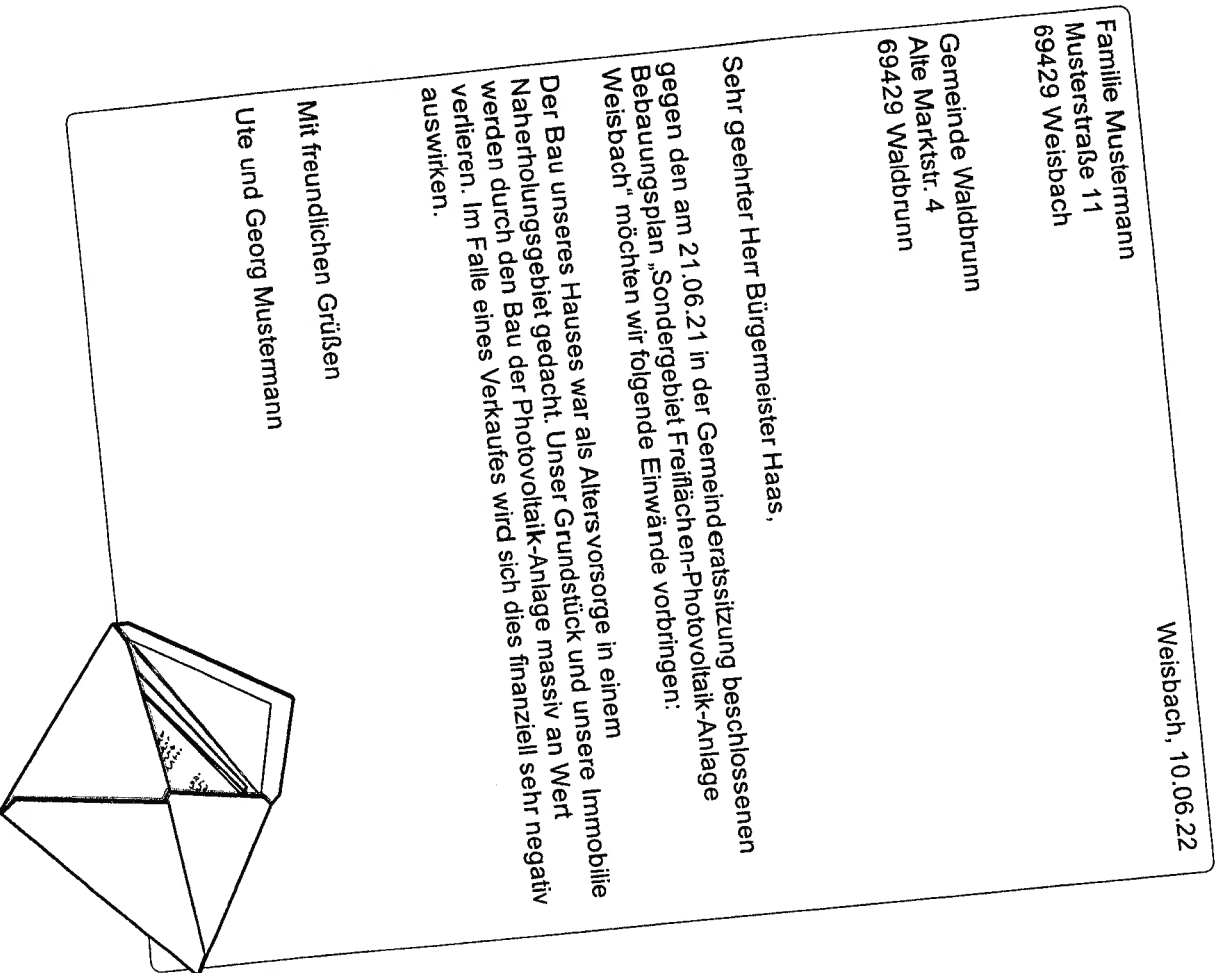 Familie Mustermann
Musterstraße 11
69429 Weisbach
Weisbach, 10.06.22
Gemeinde Waldbrunn
Alte Marktstr. 4
69429 Waldbrunn
Sehr geehrter Herr Bürgermeister Haas,
gegen den am 21.06.21 in der Gemeinderatssitzung beschlossenen
Bebauungsplan „Sondergebiet Freiflächen-Photovoltaik-Anlage
Weisbach“ möchten wir folgende Einwände vorbringen:
Der Bau unseres Hauses war als Altersvorsorge in einem
Naherholungsgebiet gedacht. Unser Grundstück und unsere Immobilie
werden durch den Bau der Photovoltaik-Anlage massiv an Wert
verlieren. Im Falle eines Verkaufes wird sich dies finanziell sehr negativ
auswirken.
Mit freundlichen Grüßen
Ute und Georg Mustermann